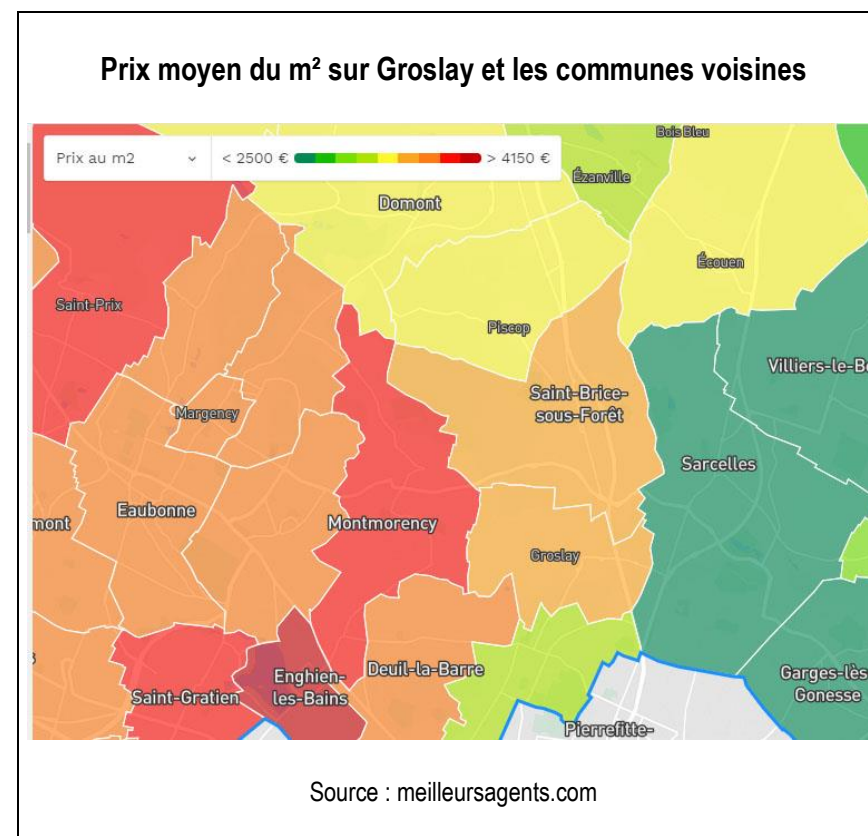 Prix moyen du m² sur Groslay et les communes voisines
Prix au m2
< 2500 €
> 4150 €
Bois Bleu
Ézanville
Domont
Écouen
Saint-Prix
Piscop
Villiers-le-B
Saint-Brice-
sous-Forêt
Margency
Sarcelles
Eaubonne
mont
Montmorency
Groslay
Enghien-
les-Bains
Deuil-la-Barre
Saint-Gratien
Garges-lès
Gonesse
Pierrefitte-
Source : meilleursagents.com